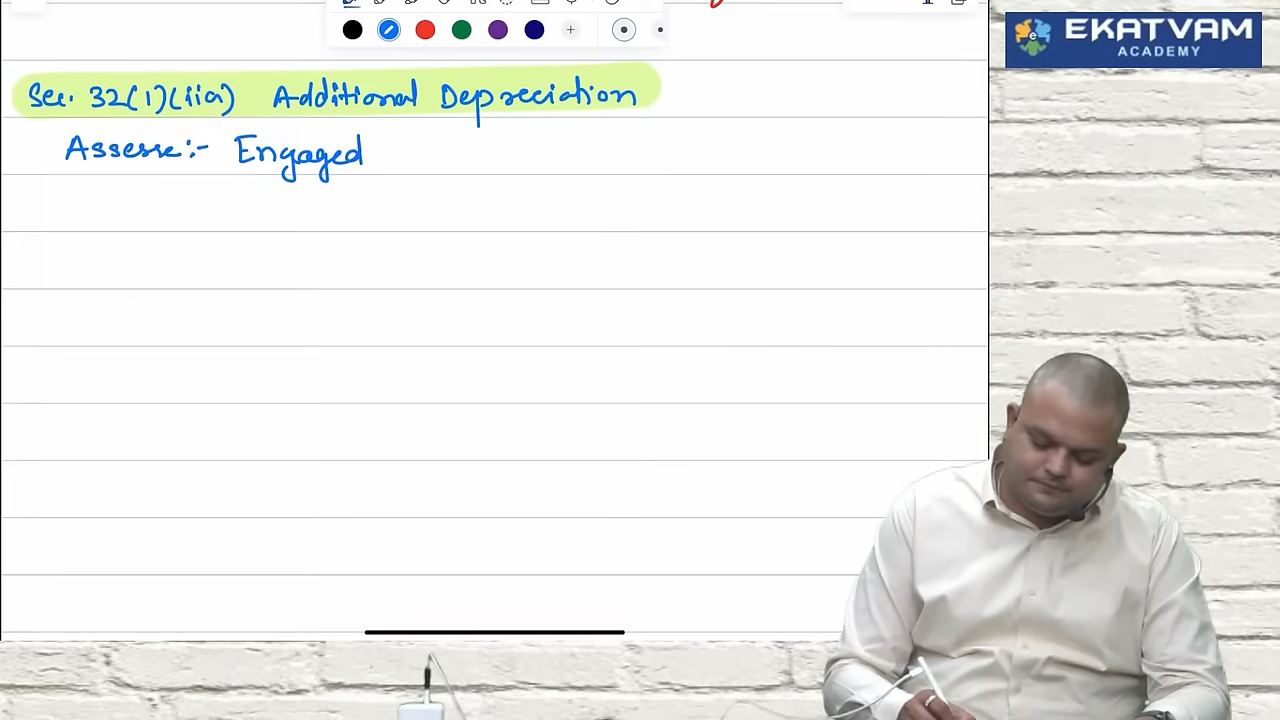 EKATVAM
ACADEMY
Sec. 32(1)(iia) Additional Depreciation
Assesse:- Engaged